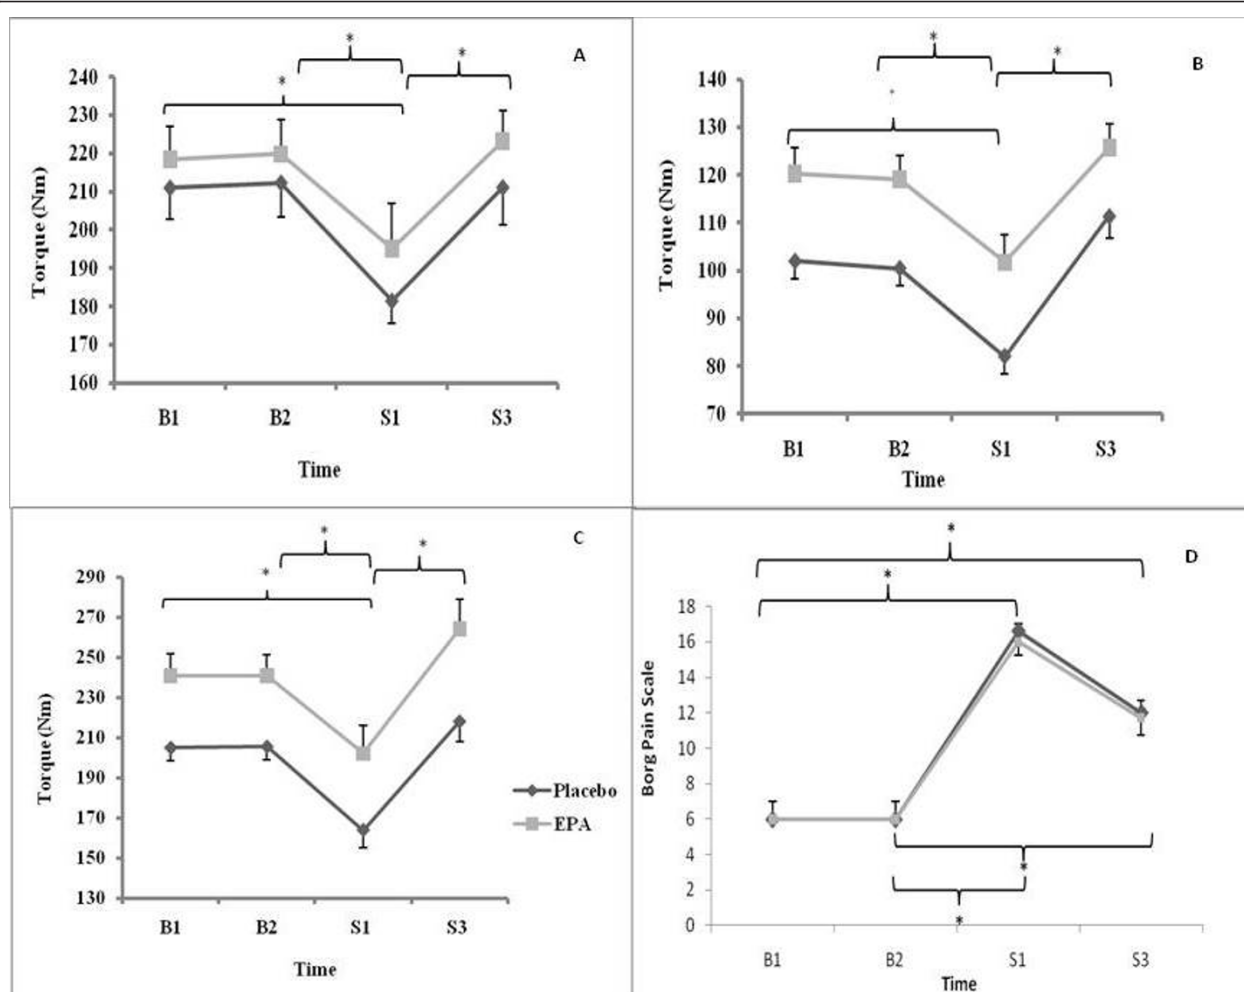 A
*
*
*
240
230
220
210
200
190
180
170
160
Torque (Nm)
B1 B2 S1 S3
Time
B
*
*
*
140
130
120
110
100
90
80
70
Torque (Nm)
B1 B2 S1 S3
Time
C
*
*
*
290
270
250
230
210
190
170
150
130
Torque (Nm)
Placebo
EPA
B1 B2 S1 S3
Time
D
*
*
18
16
14
12
10
8
6
4
2
0
Borg Pain Scale
*
*
B1 B2 S1 S3
Time